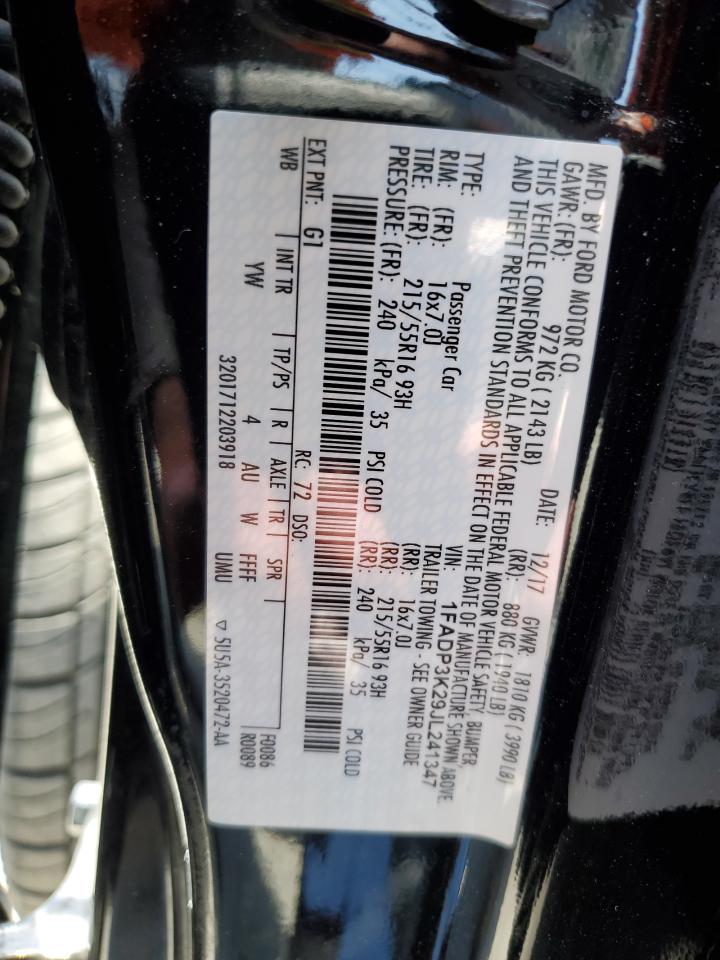 MFD. BY FORD MOTOR CO. DATE: 12/17 GVWR: 1810 KG ( 3990 LB)
GAWR: (FR): 972 KG ( 2143 LB) (RR): 880 KG ( 1940 LB)
THIS VEHICLE CONFORMS TO ALL APPLICABLE FEDERAL MOTOR VEHICLE SAFETY, BUMPER,
AND THEFT PREVENTION STANDARDS IN EFFECT ON THE DATE OF MANUFACTURE SHOWN ABOVE.
VIN: 1FADP3K29JL241347
TYPE: Passenger Car TRAILER TOWING - SEE OWNER GUIDE
RIM: (FR): 16x7.0J (RR): 16x7.0J
TIRE: (FR): 215/55R16 93H (RR): 215/55R16 93H
PRESSURE: (FR): 240 kPa/ 35 PSI COLD (RR): 240 kPa/ 35 PSI COLD
EXT PNT: G1 RC: 72 DSO: F0086
WB INT TR TP/PS R AXLE TR SPR R0089
YW 4 AU W FFFF
UMU
3201712203918 ▽ 5U5A-3520472-AA